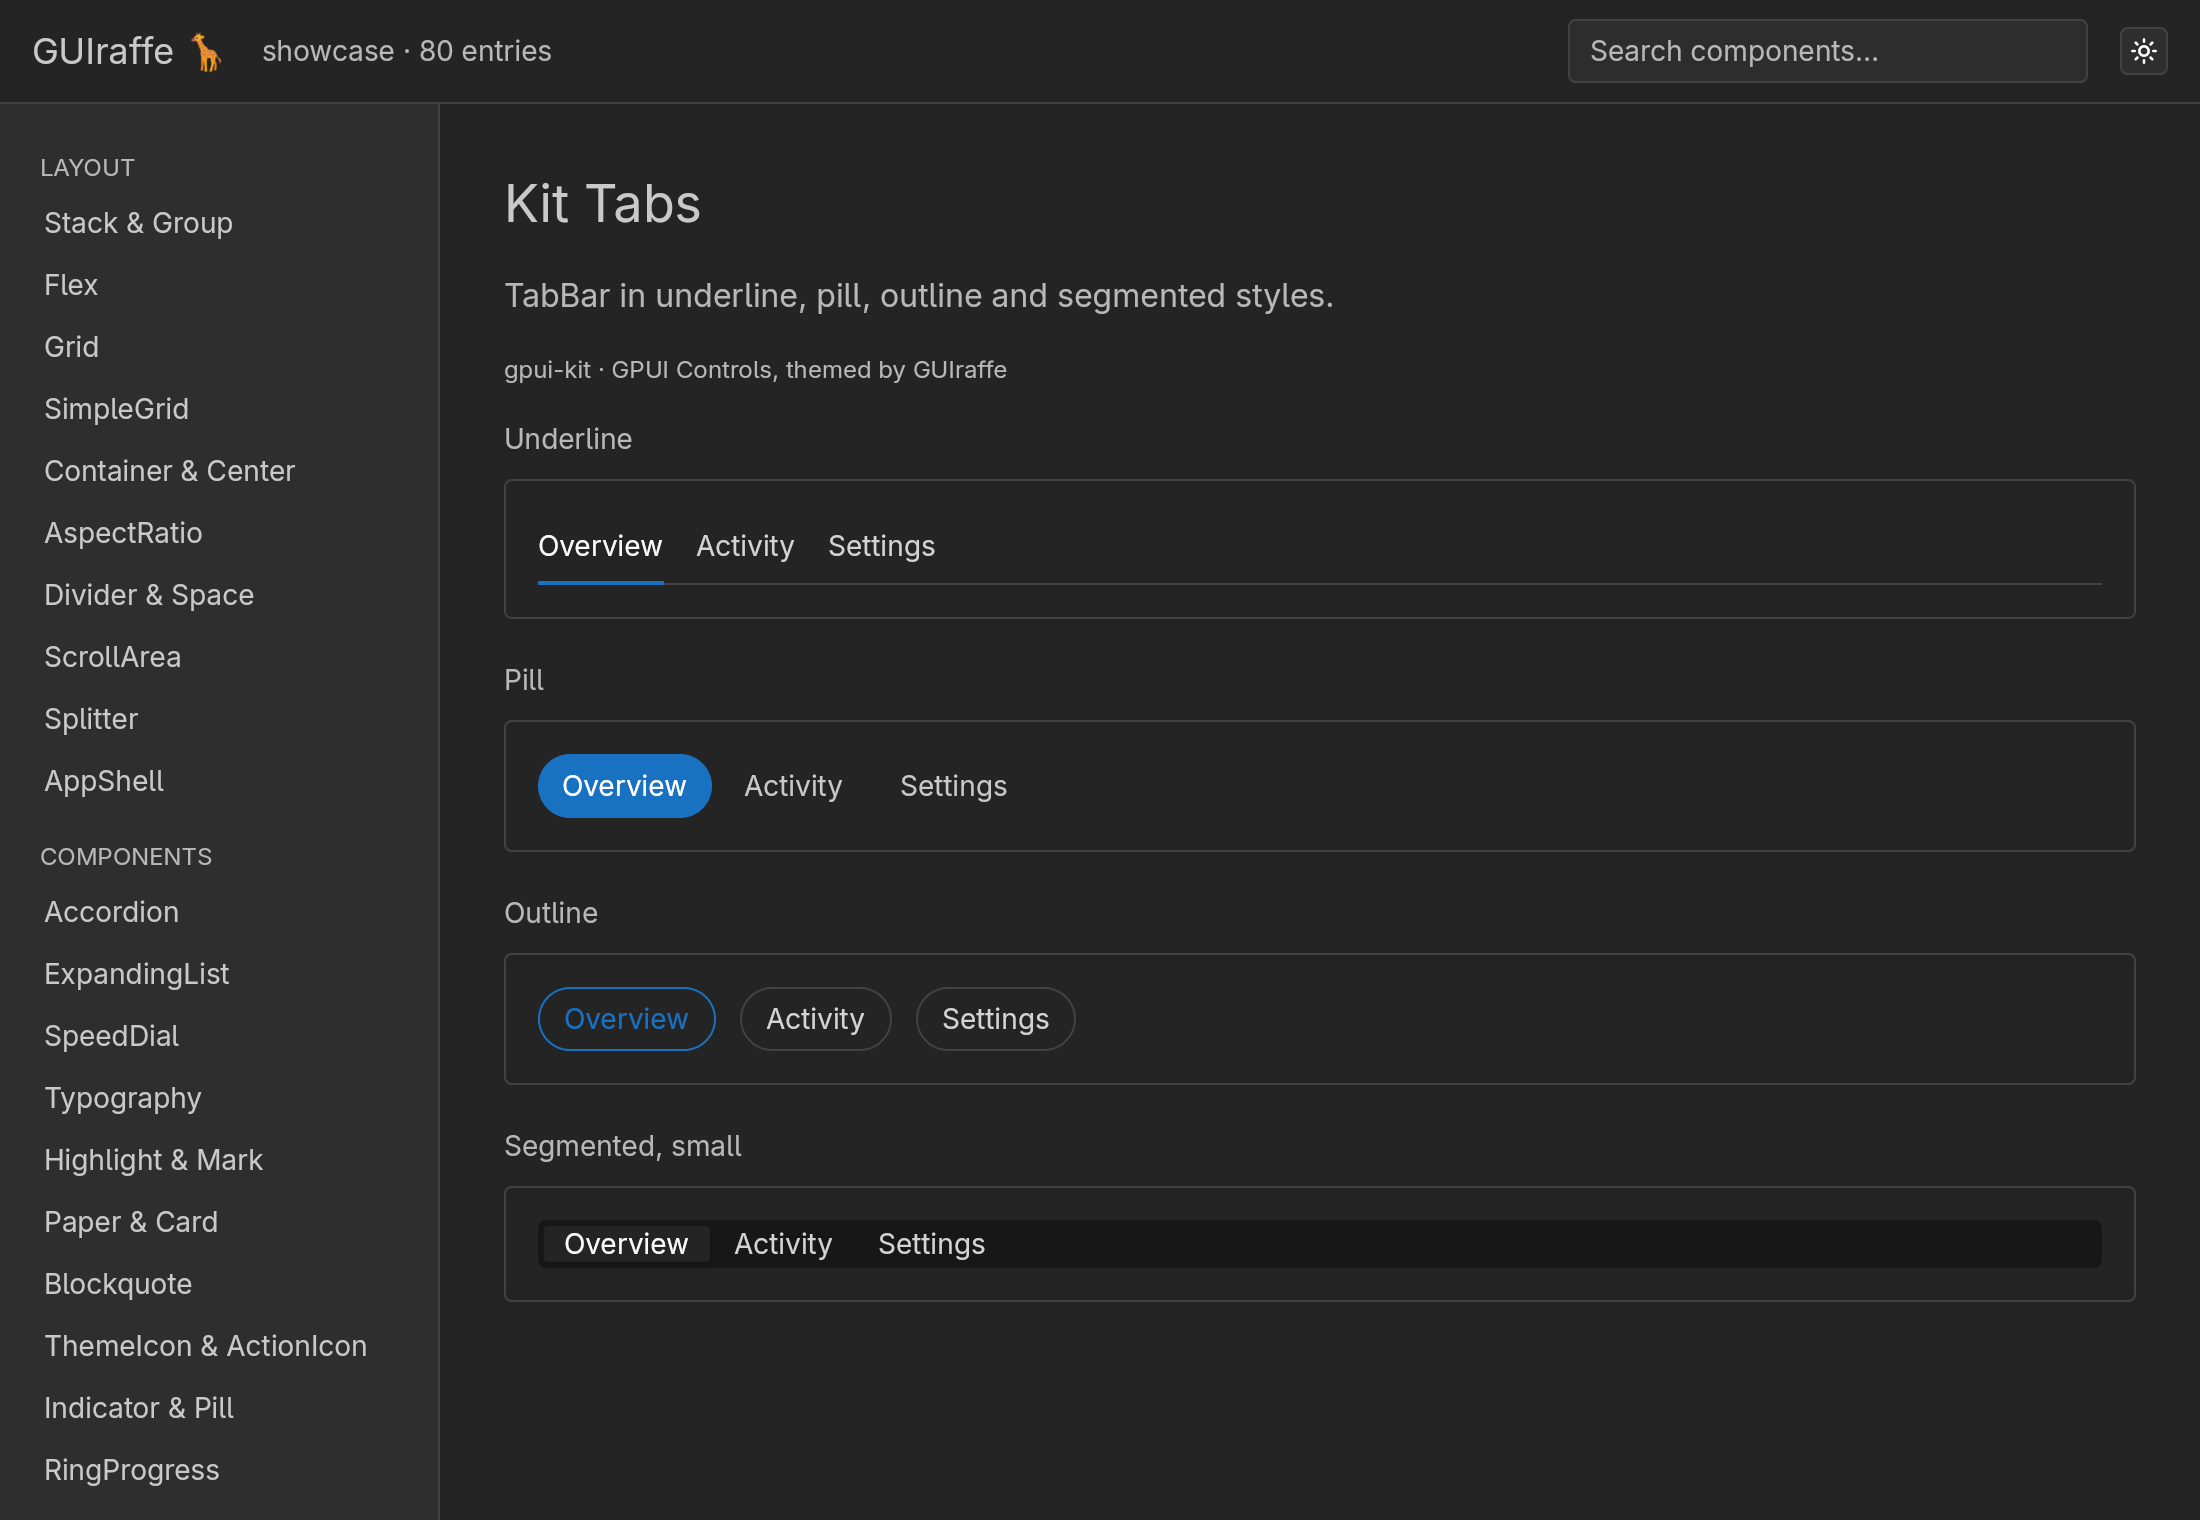 GUIraffe 🦒 showcase · 80 entries
Search components...
LAYOUT
Stack & Group
Flex
Grid
SimpleGrid
Container & Center
AspectRatio
Divider & Space
ScrollArea
Splitter
AppShell
COMPONENTS
Accordion
ExpandingList
SpeedDial
Typography
Highlight & Mark
Paper & Card
Blockquote
ThemeIcon & ActionIcon
Indicator & Pill
RingProgress
Kit Tabs
TabBar in underline, pill, outline and segmented styles.
gpui-kit · GPUI Controls, themed by GUIraffe
Underline
Overview Activity Settings
Pill
Overview Activity Settings
Outline
Overview Activity Settings
Segmented, small
Overview Activity Settings